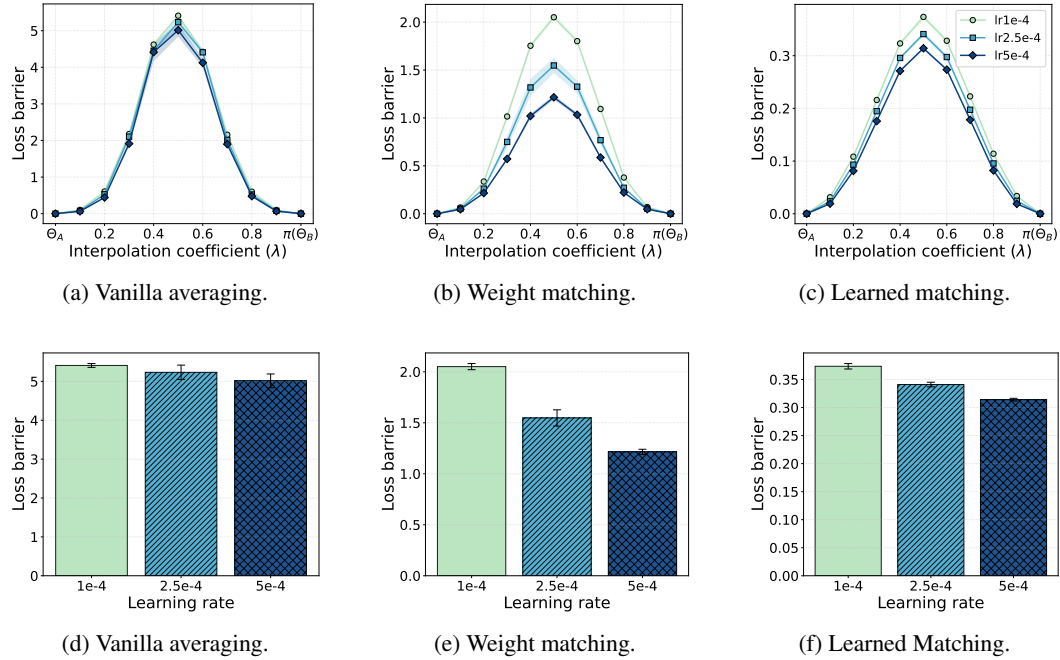 Loss barrier
5
4
3
2
1
0
Θ_A 0.2 0.4 0.6 0.8 π(Θ_B)
Interpolation coefficient (λ)
(a) Vanilla averaging.
Loss barrier
2.0
1.5
1.0
0.5
0.0
Θ_A 0.2 0.4 0.6 0.8 π(Θ_B)
Interpolation coefficient (λ)
(b) Weight matching.
Loss barrier
0.3
0.2
0.1
0.0
lr1e-4
lr2.5e-4
lr5e-4
Θ_A 0.2 0.4 0.6 0.8 π(Θ_B)
Interpolation coefficient (λ)
(c) Learned matching.
Loss barrier
5
4
3
2
1
0
1e-4 2.5e-4 5e-4
Learning rate
(d) Vanilla averaging.
Loss barrier
2.0
1.5
1.0
0.5
0.0
1e-4 2.5e-4 5e-4
Learning rate
(e) Weight matching.
Loss barrier
0.35
0.30
0.25
0.20
0.15
0.10
0.05
0.00
1e-4 2.5e-4 5e-4
Learning rate
(f) Learned Matching.